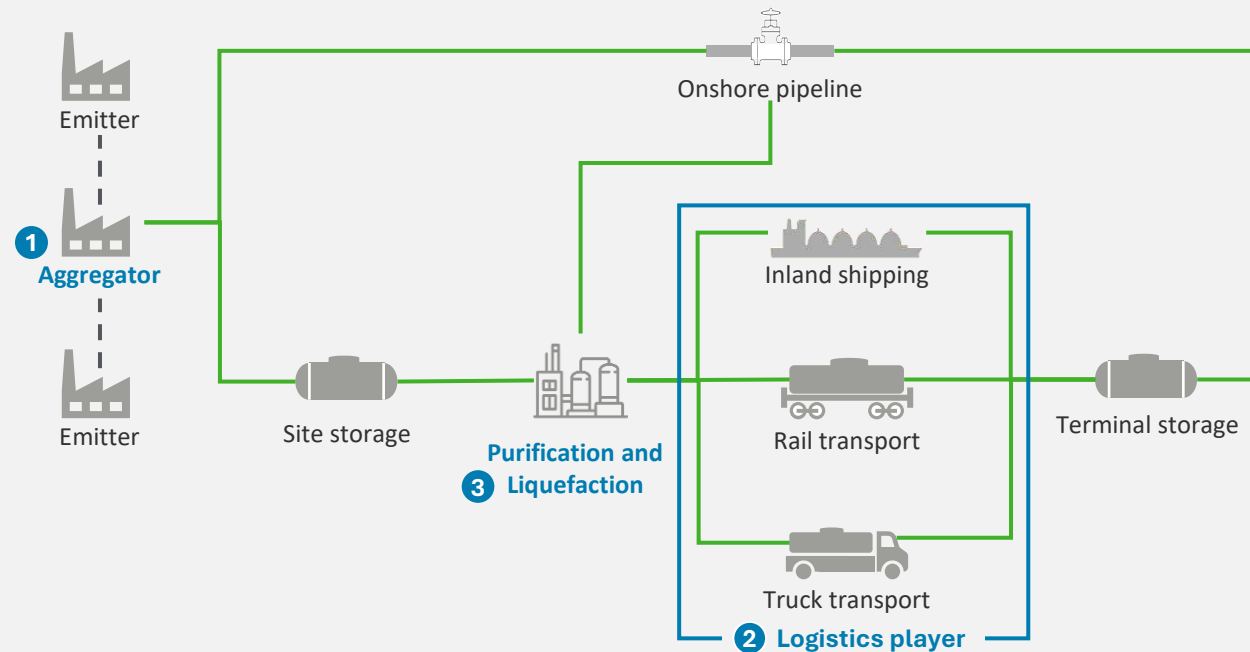 Emitter
Onshore pipeline
1
Aggregator
Inland shipping
Emitter
Site storage
Purification and
3 Liquefaction
Rail transport
Terminal storage
Truck transport
2 Logistics player